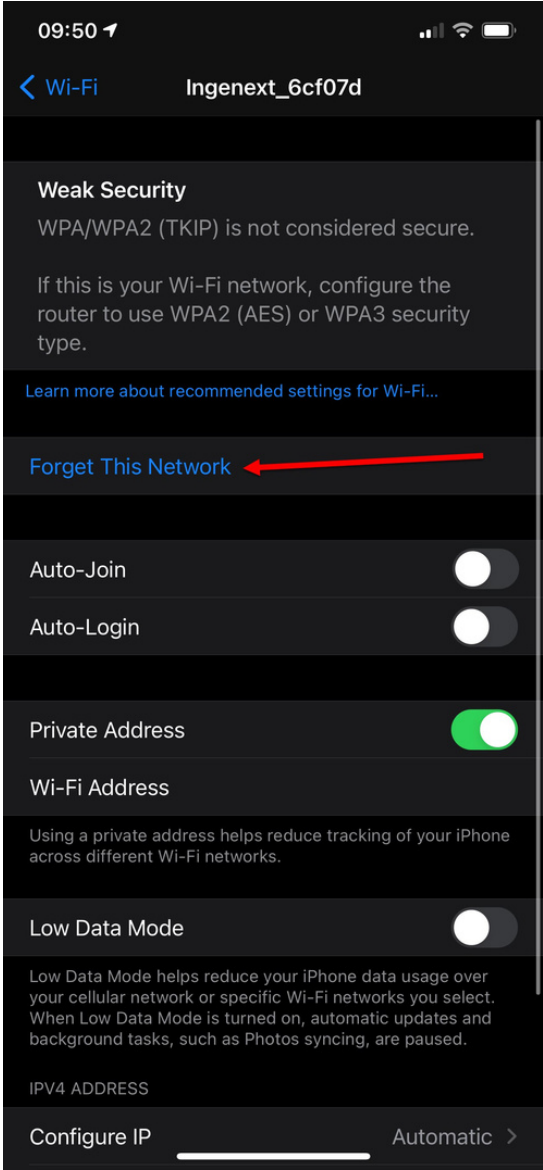 09:50
Wi-Fi
Ingenext_6cf07d
Weak Security
WPA/WPA2 (TKIP) is not considered secure.
If this is your Wi-Fi network, configure the
router to use WPA2 (AES) or WPA3 security
type.
Learn more about recommended settings for Wi-Fi...
Forget This Network
Auto-Join
Auto-Login
Private Address
Wi-Fi Address
Using a private address helps reduce tracking of your iPhone
across different Wi-Fi networks.
Low Data Mode
Low Data Mode helps reduce your iPhone data usage over
your cellular network or specific Wi-Fi networks you select.
When Low Data Mode is turned on, automatic updates and
background tasks, such as Photos syncing, are paused.
IPV4 ADDRESS
Configure IP Automatic